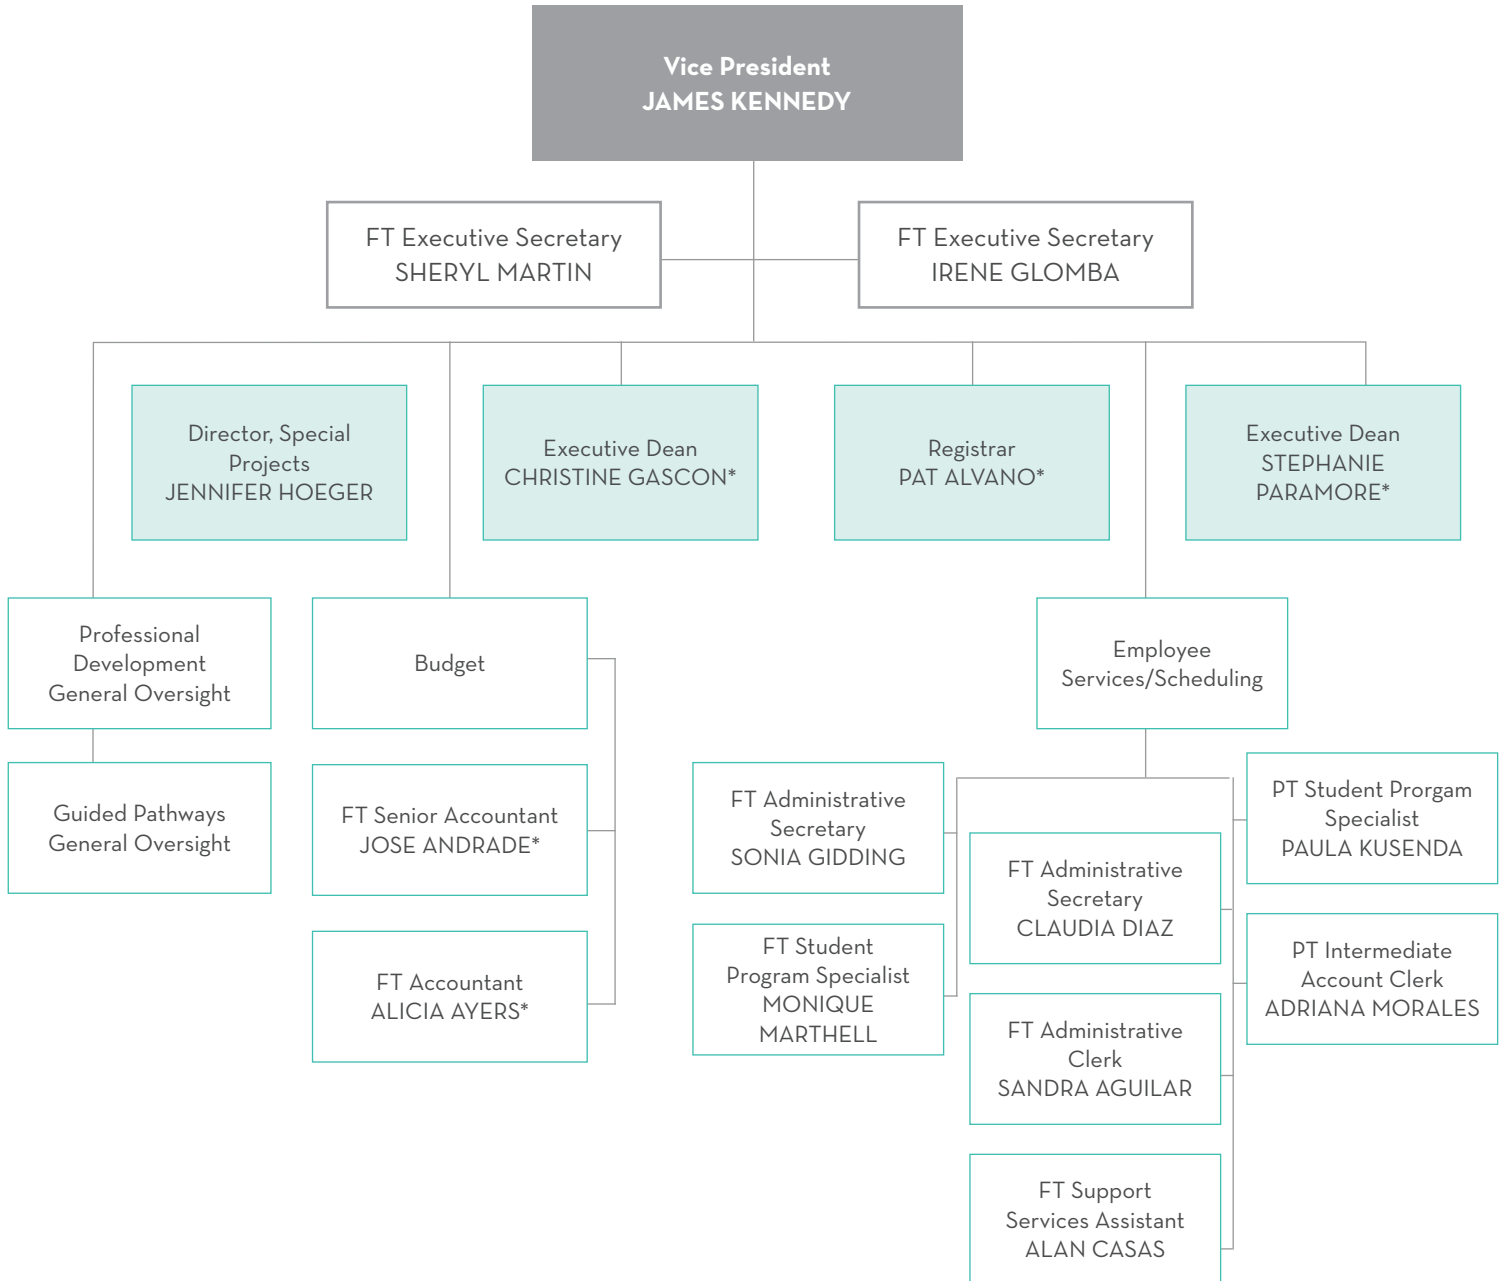 Vice President
JAMES KENNEDY
FT Executive Secretary
SHERYL MARTIN
FT Executive Secretary
IRENE GLOMBA
Director, Special
Projects
JENNIFER HOEGER
Executive Dean
CHRISTINE GASCON*
Registrar
PAT ALVANO*
Executive Dean
STEPHANIE
PARAMORE*
Professional
Development
General Oversight
Budget
Employee
Services/Scheduling
Guided Pathways
General Oversight
FT Senior Accountant
JOSE ANDRADE*
FT Accountant
ALICIA AYERS*
FT Administrative
Secretary
SONIA GIDDING
FT Student
Program Specialist
MONIQUE
MARTHELL
FT Administrative
Secretary
CLAUDIA DIAZ
FT Administrative
Clerk
SANDRA AGUILAR
FT Support
Services Assistant
ALAN CASAS
PT Student Prorgam
Specialist
PAULA KUSENDA
PT Intermediate
Account Clerk
ADRIANA MORALES